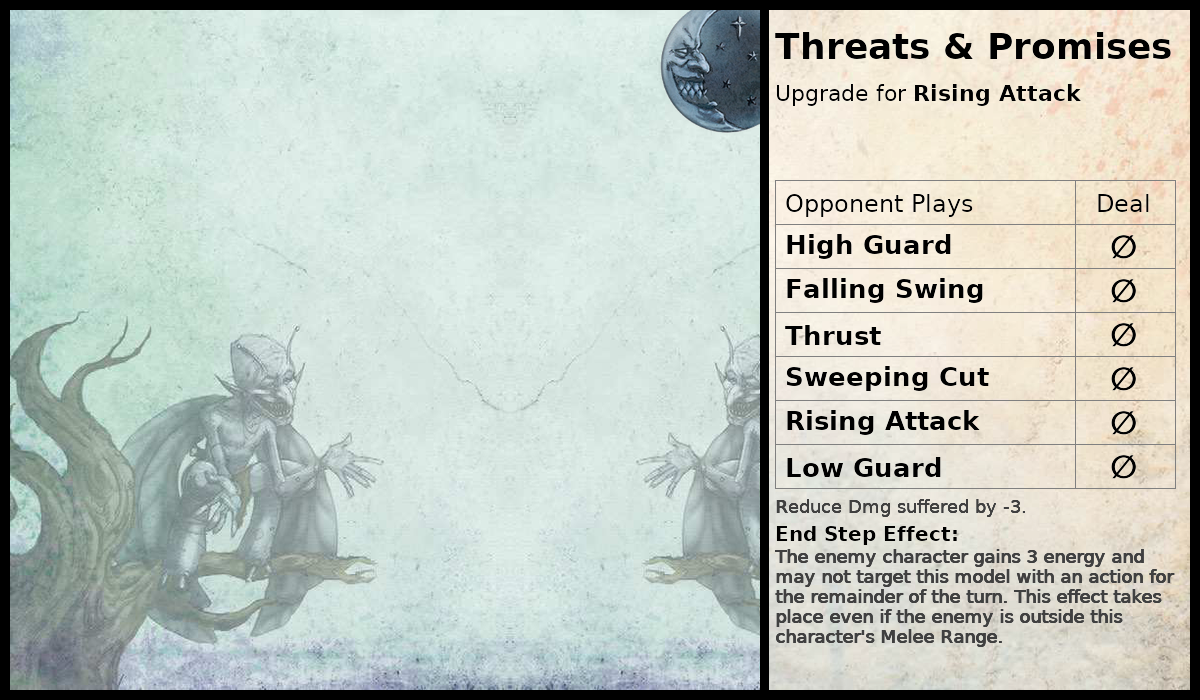 Threats & Promises
Upgrade for Rising Attack
Opponent Plays Deal
High Guard ∅
Falling Swing ∅
Thrust ∅
Sweeping Cut ∅
Rising Attack ∅
Low Guard ∅
Reduce Dmg suffered by -3.
End Step Effect:
The enemy character gains 3 energy and
may not target this model with an action for
the remainder of the turn. This effect takes
place even if the enemy is outside this
character's Melee Range.